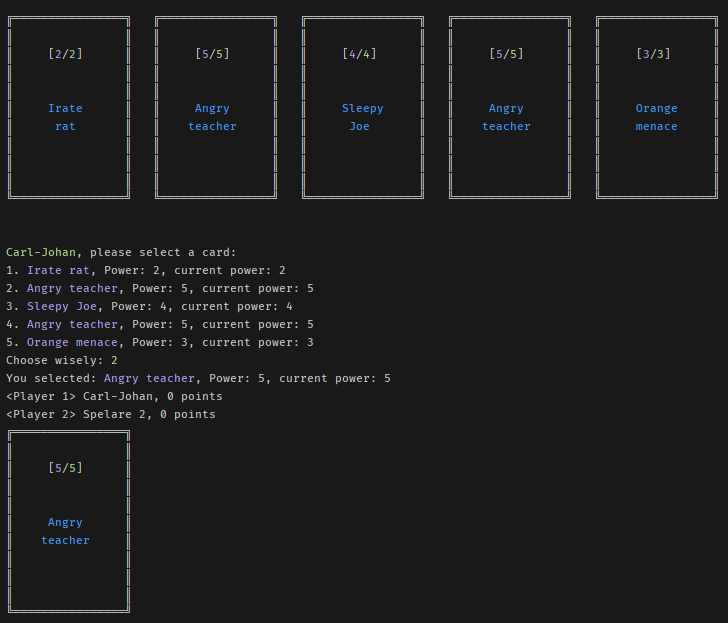 [2/2] [5/5] [4/4] [5/5] [3/3]
Irate Angry Sleepy Angry Orange
rat teacher Joe teacher menace
Carl-Johan, please select a card:
1. Irate rat, Power: 2, current power: 2
2. Angry teacher, Power: 5, current power: 5
3. Sleepy Joe, Power: 4, current power: 4
4. Angry teacher, Power: 5, current power: 5
5. Orange menace, Power: 3, current power: 3
Choose wisely: 2
You selected: Angry teacher, Power: 5, current power: 5
<Player 1> Carl-Johan, 0 points
<Player 2> Spelare 2, 0 points
[5/5]
Angry
teacher